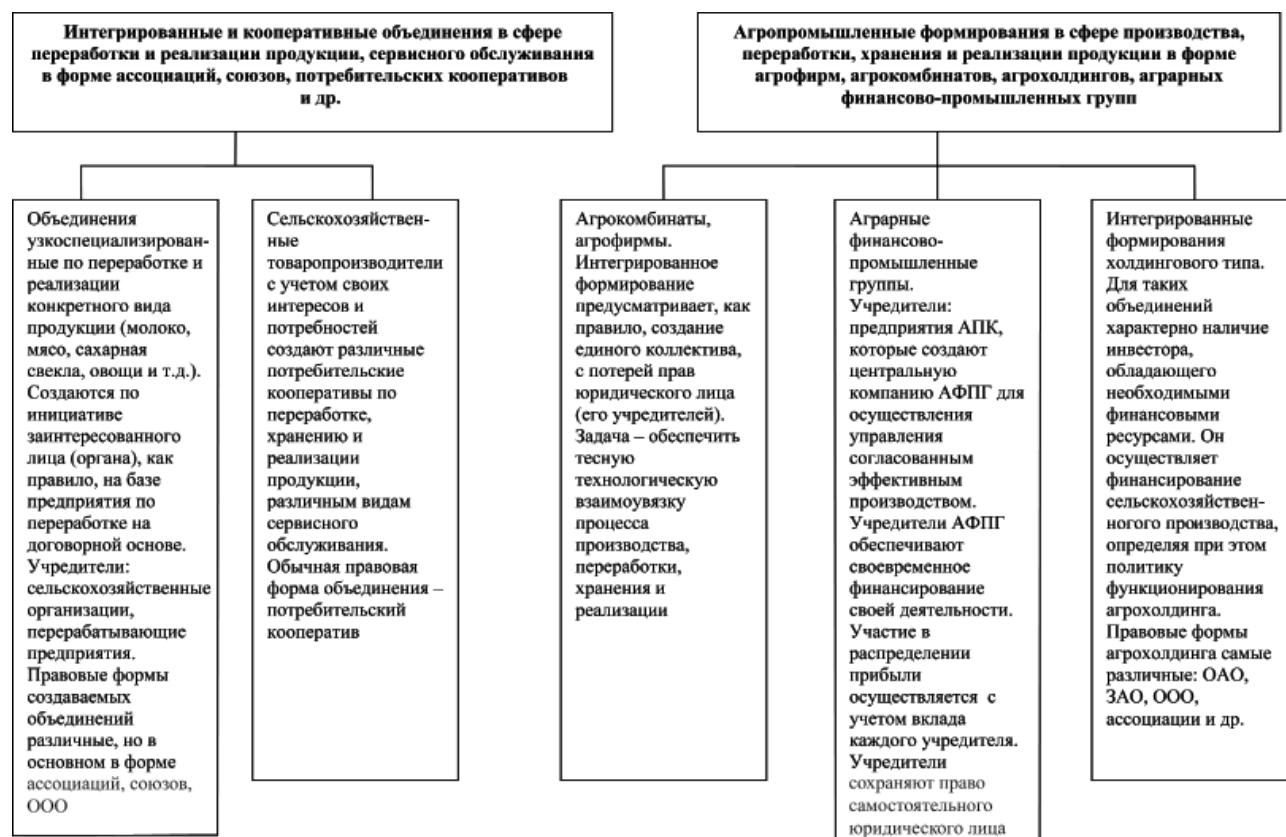 Интегрированные и кооперативные объединения в сфере
переработки и реализации продукции, сервисного обслуживания
в форме ассоциаций, союзов, потребительских кооперативов
и др.
Агропромышленные формирования в сфере производства,
переработки, хранения и реализации продукции в форме
агрофирм, агрокомбинатов, агрохолдингов, аграрных
финансово-промышленных групп
Объединения
узкоспециализирован-
ные по переработке и
реализации
конкретного вида
продукции (молоко,
мясо, сахарная
свекла, овощи и т.д.).
Создаются по
инициативе
заинтересованного
лица (органа), как
правило, на базе
предприятия по
переработке на
договорной основе.
Учредители:
сельскохозяйственные
организации,
перерабатывающие
предприятия.
Правовые формы
создаваемых
объединений
различные, но в
основном в форме
ассоциаций, союзов,
ООО
Сельскохозяйствен-
ные
товаропроизводители
с учетом своих
интересов и
потребностей
создают различные
потребительские
кооперативы по
переработке,
хранению и
реализации
продукции,
различным видам
сервисного
обслуживания.
Обычная правовая
форма объединения –
потребительский
кооператив
Агрокомбинаты,
агрофирмы.
Интегрированное
формирование
предусматривает, как
правило, создание
единого коллектива,
с потерей прав
юридического лица
(его учредителей).
Задача – обеспечить
тесную
технологическую
взаимоувязку
процесса
производства,
переработки,
хранения и
реализации
Аграрные
финансово-
промышленные
группы.
Учредители:
предприятия АПК,
которые создают
центральную
компанию АФПГ для
осуществления
управления
согласованным
эффективным
производством.
Учредители АФПГ
обеспечивают
своевременное
финансирование
своей деятельности.
Участие в
распределении
прибыли
осуществляется с
учетом вклада
каждого учредителя.
Учредители
сохраняют право
самостоятельного
юридического лица
Интегрированные
формирования
холдингового типа.
Для таких
объединений
характерно наличие
инвестора,
обладающего
необходимыми
финансовыми
ресурсами. Он
осуществляет
финансирование
сельскохозяйствен-
ногого производства,
определяя при этом
политику
функционирования
агрохолдинга.
Правовые формы
агрохолдинга самые
различные: ОАО,
ЗАО, ООО,
ассоциации и др.